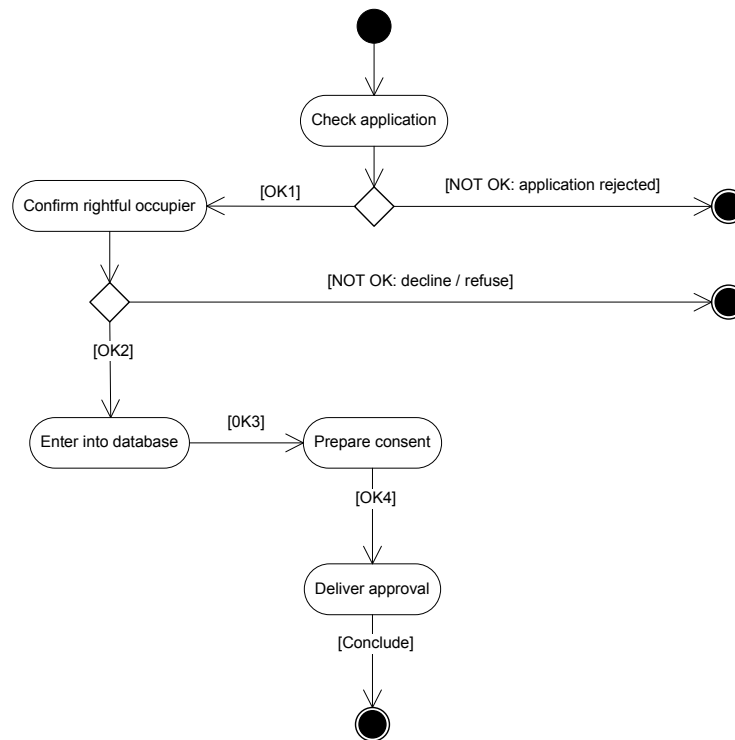 Check application
[OK1]
[NOT OK: application rejected]
Confirm rightful occupier
[NOT OK: decline / refuse]
[OK2]
Enter into database
[0K3]
Prepare consent
[OK4]
Deliver approval
[Conclude]